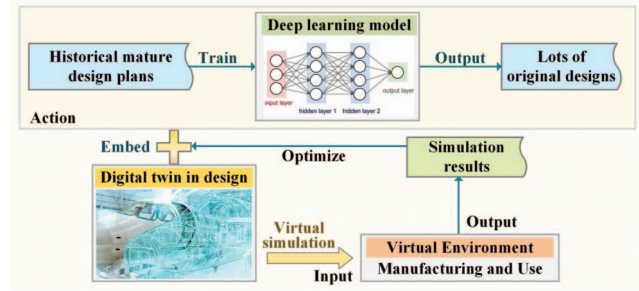 Deep learning model
Historical mature
design plans
Train
input layer
hidden layer 1
hidden layer 2
output layer
Output
Lots of
original designs
Action
Embed
Optimize
Simulation
results
Digital twin in design
Virtual
simulation
Input
Output
Virtual Environment
Manufacturing and Use